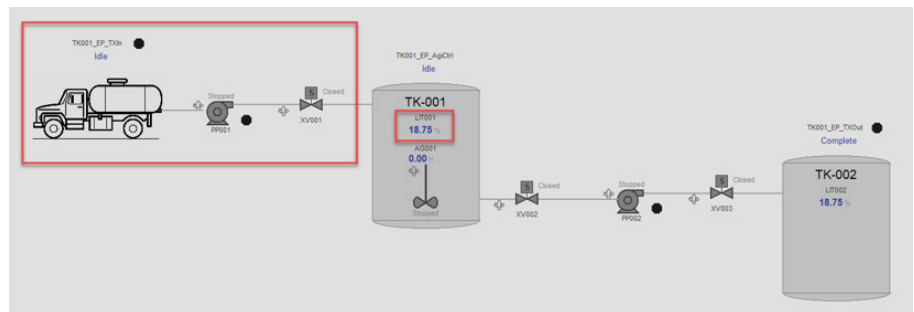 TK001_EP_TXIn
Idle
Stopped
PP001
S
Closed
XV001
TK001_EP_AgiCtrl
Idle
TK-001
LIT001
18.75 %
AG001
0.00
Stopped
S
Closed
XV002
Stopped
PP002
S
Closed
XV003
TK001_EP_TXOut
Complete
TK-002
LIT002
18.75 %